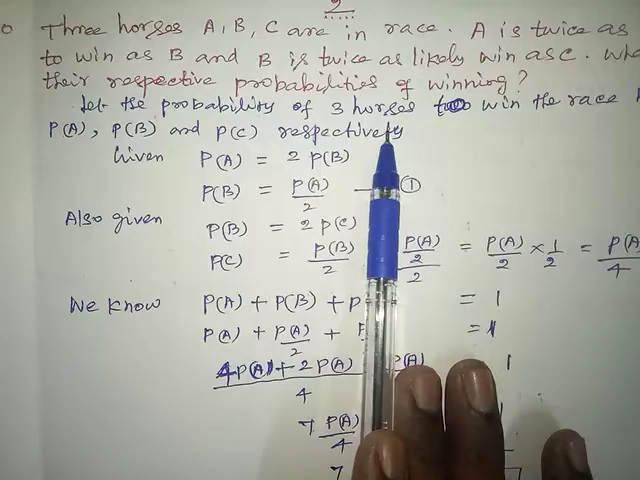 2
Three horses A, B, C are in race. A is twice as
to win as B and B is twice as likely win as C.
their respective probabilities of winning?
let the probability of 3 horses to win the race
P(A), P(B) and P(C) respectively
Given P(A) = 2 P(B)
P(B) = P(A)/2 — ①
Also given P(B) = 2 P(C)
P(C) = P(B)/2 P(A)/2/2 = P(A)/2 × 1/2 = P(A)/4
We know P(A) + P(B) + P = 1
P(A) + P(A)/2 + = 1
4P(A) + 2P(A) P(A) 1
4
7 P(A)/4
7